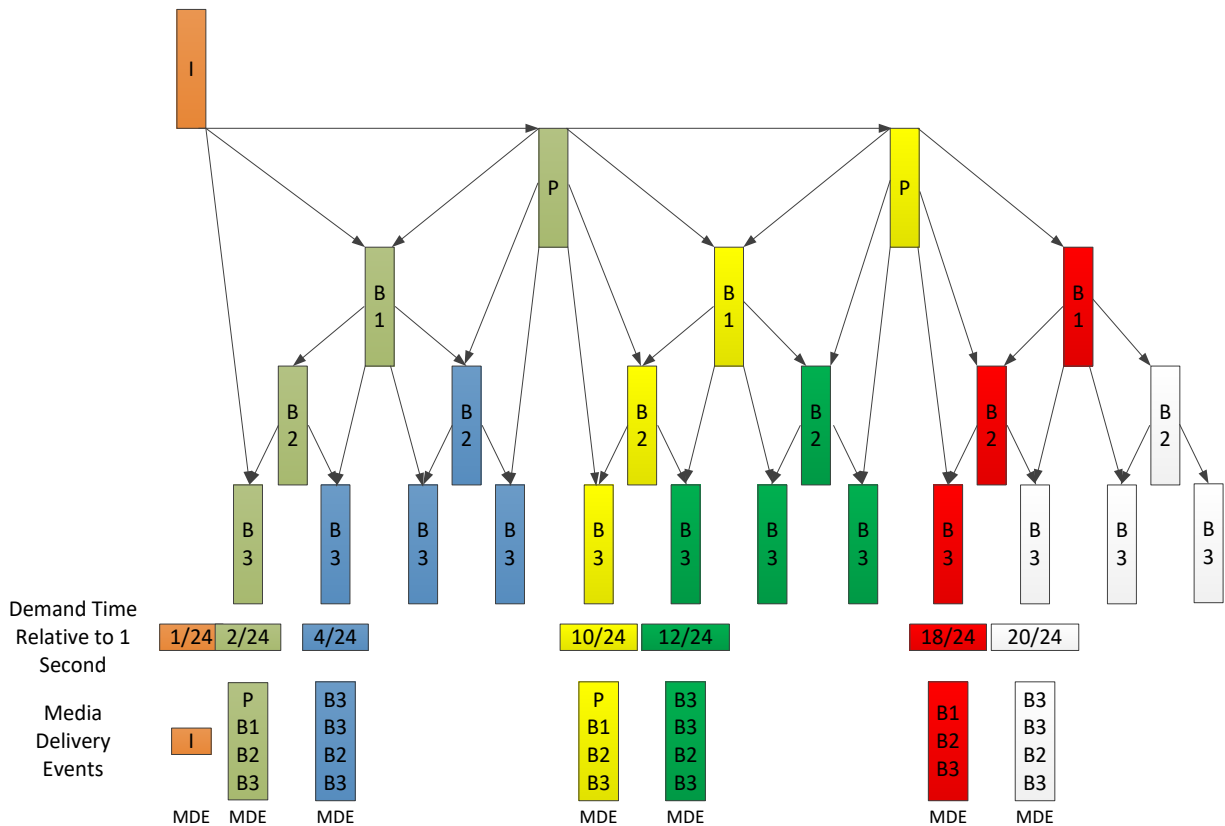 I
P
P
B
1
B
1
B
1
B
2
B
2
B
2
B
2
B
2
B
2
B
3
B
3
B
3
B
3
B
3
B
3
B
3
B
3
B
3
B
3
B
3
B
3
Demand Time
Relative to 1
Second
1/24 2/24 4/24 10/24 12/24 18/24 20/24
Media
Delivery
Events
I
P
B1
B2
B3
B3
B3
B2
B3
P
B1
B2
B3
B3
B3
B2
B3
B1
B2
B3
B3
B3
B2
B3
MDE MDE MDE MDE MDE MDE MDE